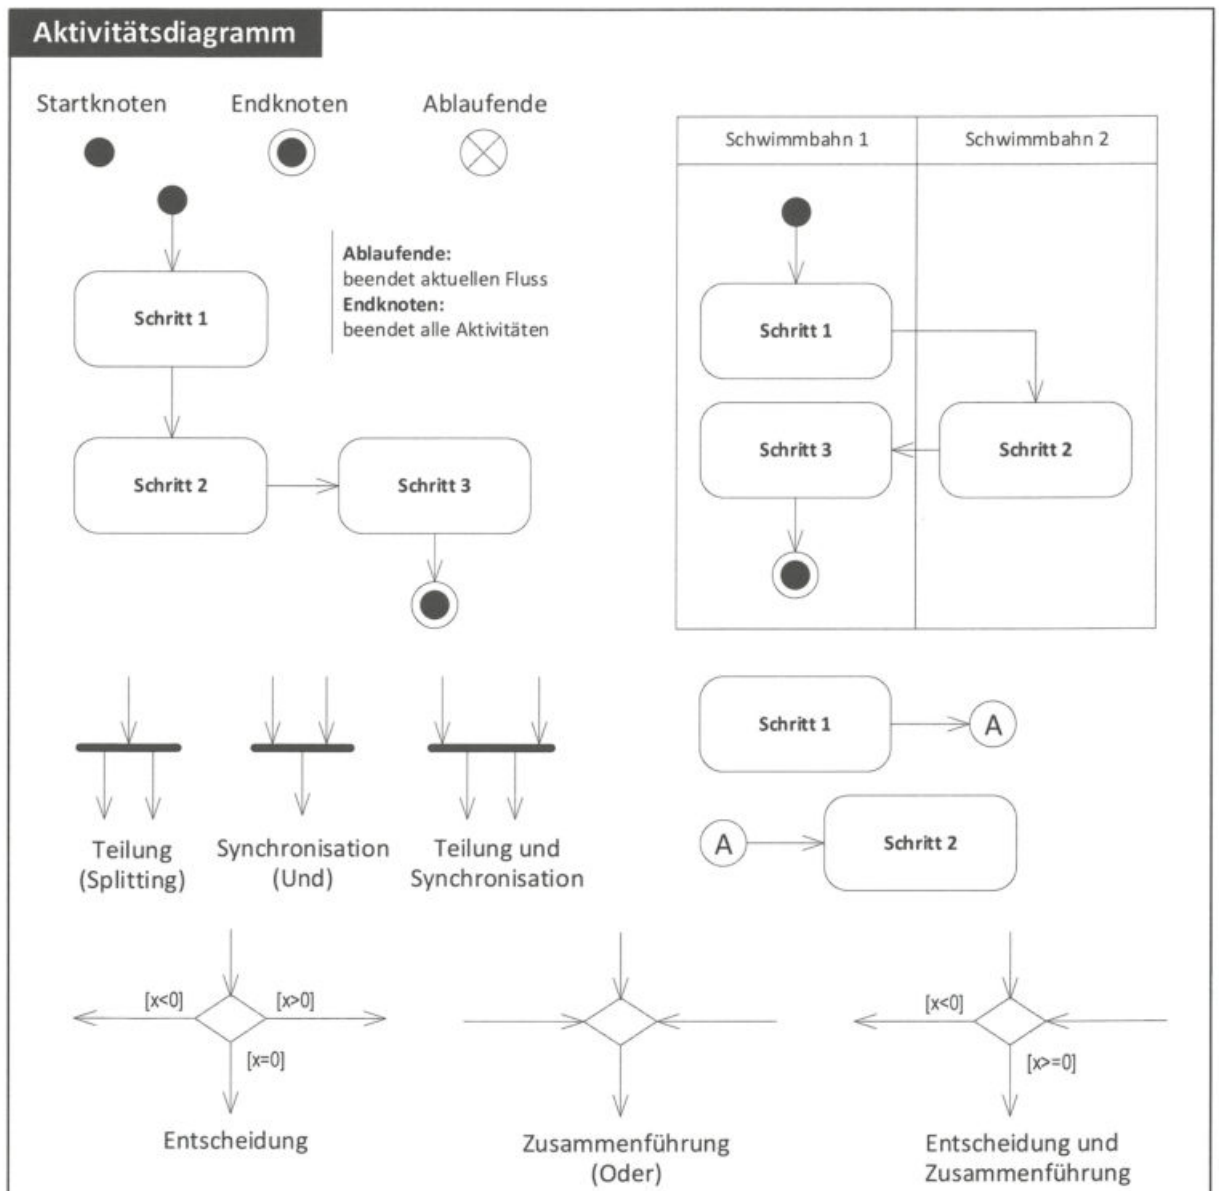 Aktivitätsdiagramm
Startknoten
Endknoten
Ablaufende
Ablaufende:
beendet aktuellen Fluss
Endknoten:
beendet alle Aktivitäten
Schritt 1
Schritt 2
Schritt 3
Schwimmbahn 1
Schwimmbahn 2
Schritt 1
Schritt 3
Schritt 2
Teilung
(Splitting)
Synchronisation
(Und)
Teilung und
Synchronisation
Schritt 1
A
A
Schritt 2
[x<0]
[x>0]
[x=0]
Entscheidung
Zusammenführung
(Oder)
[x<0]
[x>=0]
Entscheidung und
Zusammenführung